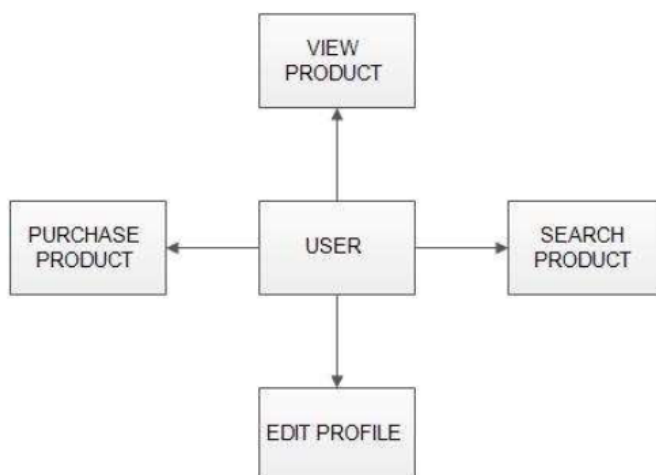 VIEW
PRODUCT
PURCHASE
PRODUCT
USER
SEARCH
PRODUCT
EDIT PROFILE